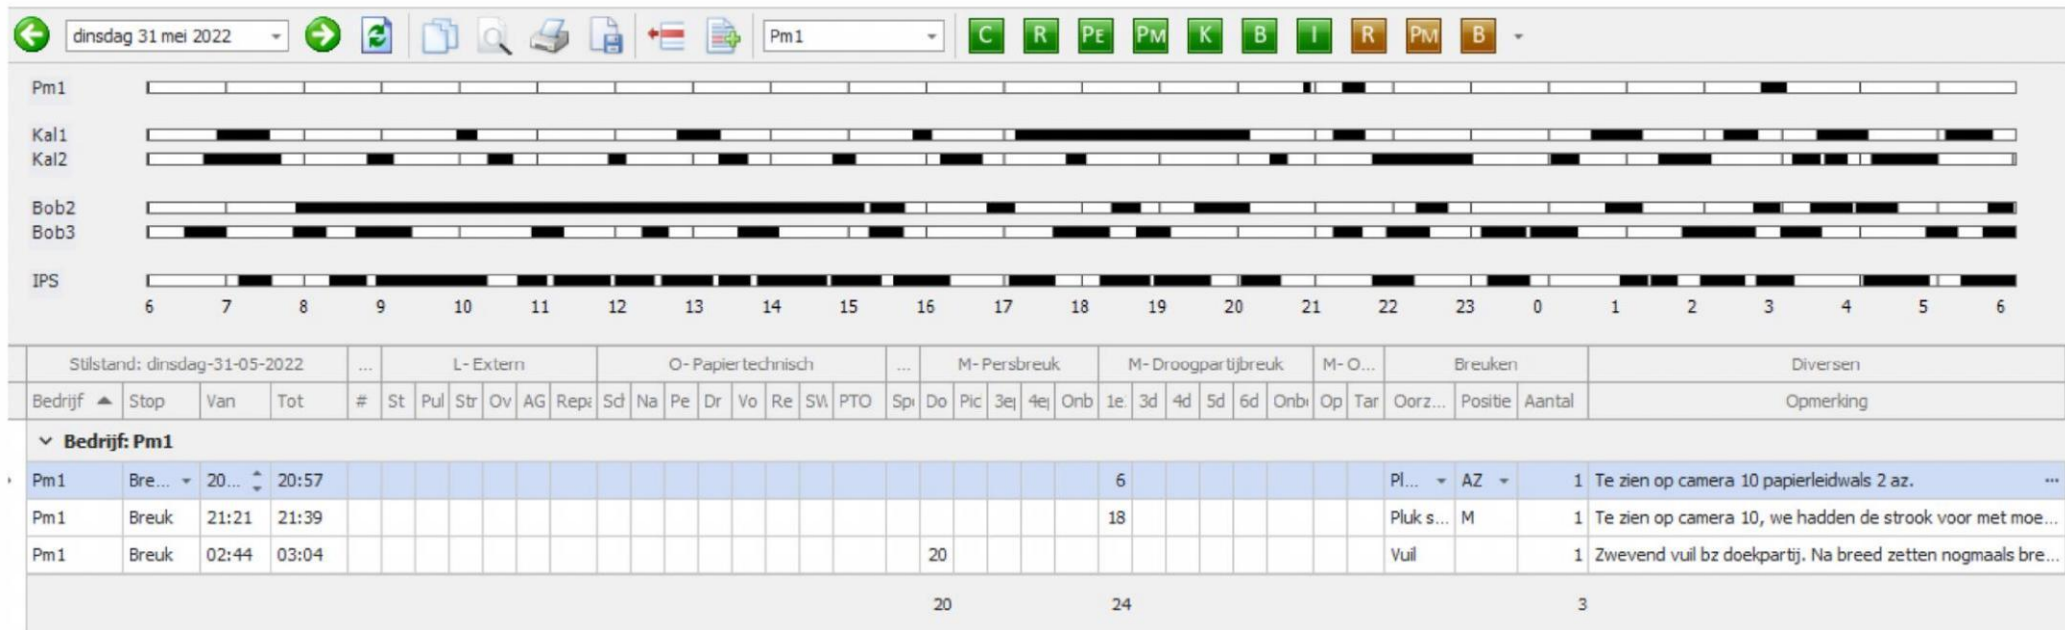 dinsdag 31 mei 2022 Pm1 C R PE PM K B I R PM B
Pm1
Kal1
Kal2
Bob2
Bob3
IPS
6 7 8 9 10 11 12 13 14 15 16 17 18 19 20 21 22 23 0 1 2 3 4 5 6
Stilstand: dinsdag-31-05-2022 ... L- Extern O- Papiertechnisch ... M- Persbreuk M- Droogpartijbreuk M- O... Breuken Diversen
Bedrijf Stop Van Tot # St Pul Str Ov AG Repa Sch Na Pe Dr Vo Re SW PTO Spo Do Pic 3ep 4ep Onb 1e 3d 4d 5d 6d Onb Op Tar Oorz... Positie Aantal Opmerking
Bedrijf: Pm1
Pm1 Bre... 20... 20:57 6 Pl... AZ 1 Te zien op camera 10 papierleidwals 2 az. ...
Pm1 Breuk 21:21 21:39 18 Pluk s... M 1 Te zien op camera 10, we hadden de strook voor met moe...
Pm1 Breuk 02:44 03:04 20 Vuil 1 Zwevend vuil bz doekpartij. Na breed zetten nogmaals bre...
20 24 3